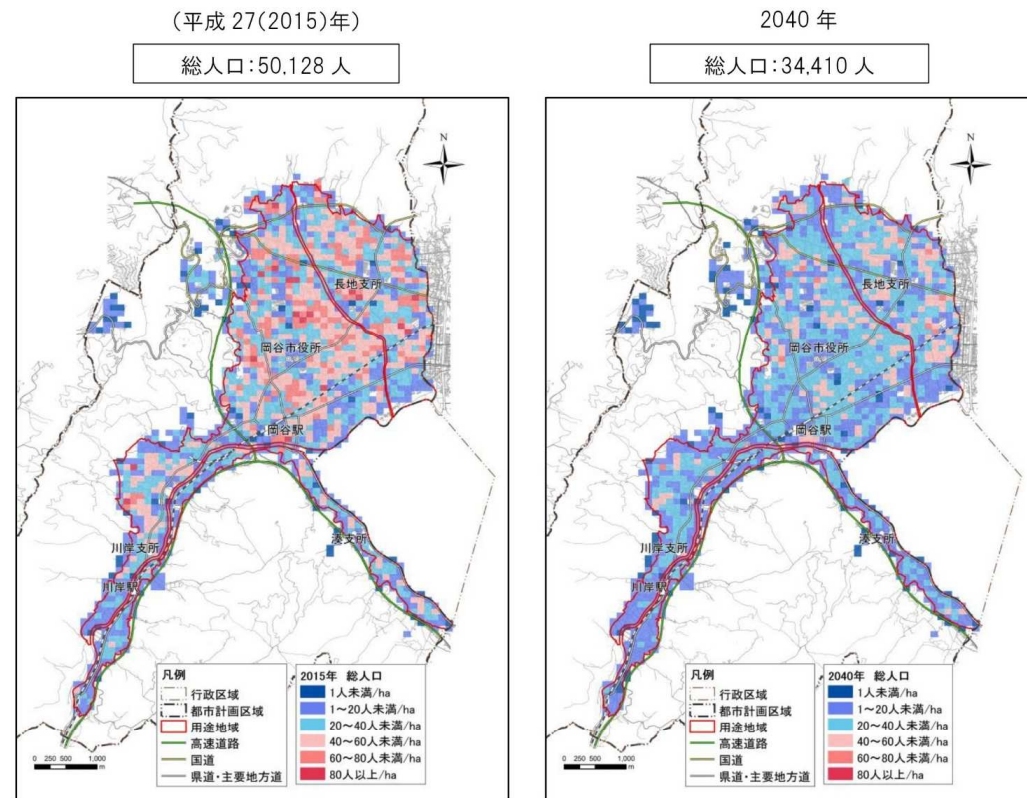 (平成 27(2015)年)
総人口:50,128 人
N
長地支所
岡谷市役所
岡谷駅
湊支所
川岸支所
川岸駅
凡例
行政区域
都市計画区域
用途地域
高速道路
国道
県道・主要地方道
2015年 総人口
1人未満/ha
1～20人未満/ha
20～40人未満/ha
40～60人未満/ha
60～80人未満/ha
80人以上/ha
0 250 500 1,000
m
2040 年
総人口:34,410 人
N
長地支所
岡谷市役所
岡谷駅
湊支所
川岸支所
川岸駅
凡例
行政区域
都市計画区域
用途地域
高速道路
国道
県道・主要地方道
2040年 総人口
1人未満/ha
1～20人未満/ha
20～40人未満/ha
40～60人未満/ha
60～80人未満/ha
80人以上/ha
0 250 500 1,000
m